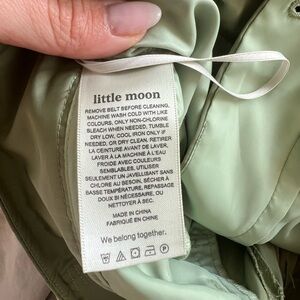 little moon
REMOVE BELT BEFORE CLEANING,
MACHINE WASH COLD WITH LIKE
COLOURS, ONLY NON-CHLORINE
BLEACH WHEN NEEDED, TUMBLE
DRY LOW, COOL IRON ONLY IF
NEEDED, OR DRY CLEAN. RETIRER
LA CEINTURE AVANT DE LAVER,
LAVER À LA MACHINE À L'EAU
FROIDE AVEC COULEURS
SEMBLABLES, UTILISER
SEULEMENT UN JAVELLISANT SANS
CHLORE AU BESOIN, SÉCHER À
BASSE TEMPÉRATURE, REPASSAGE
DOUX SI NÉCESSAIRE, OU
NETTOYER À SEC.
MADE IN CHINA
FABRIQUÉ EN CHINE
We belong together.